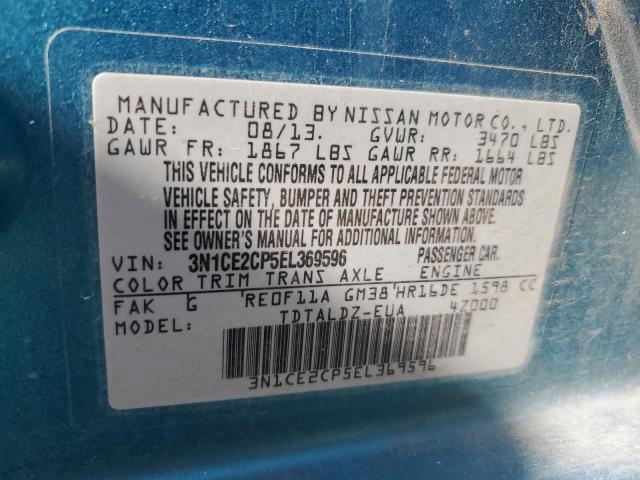 MANUFACTURED BY NISSAN MOTOR CO., LTD.
DATE: 08/13. GVWR: 3470 LBS
GAWR FR: 1867 LBS GAWR RR: 1664 LBS
THIS VEHICLE CONFORMS TO ALL APPLICABLE FEDERAL MOTOR
VEHICLE SAFETY, BUMPER AND THEFT PREVENTION STANDARDS
IN EFFECT ON THE DATE OF MANUFACTURE SHOWN ABOVE.
SEE OWNER'S MANUAL FOR ADDITIONAL INFORMATION.
VIN: 3N1CE2CP5EL369596 PASSENGER CAR.
COLOR TRIM TRANS AXLE ENGINE
FAK G RE0F11A GM38 HR16DE 1598 CC
MODEL: TDTALDZ-EUA 4Z000
3N1CE2CP5EL369596